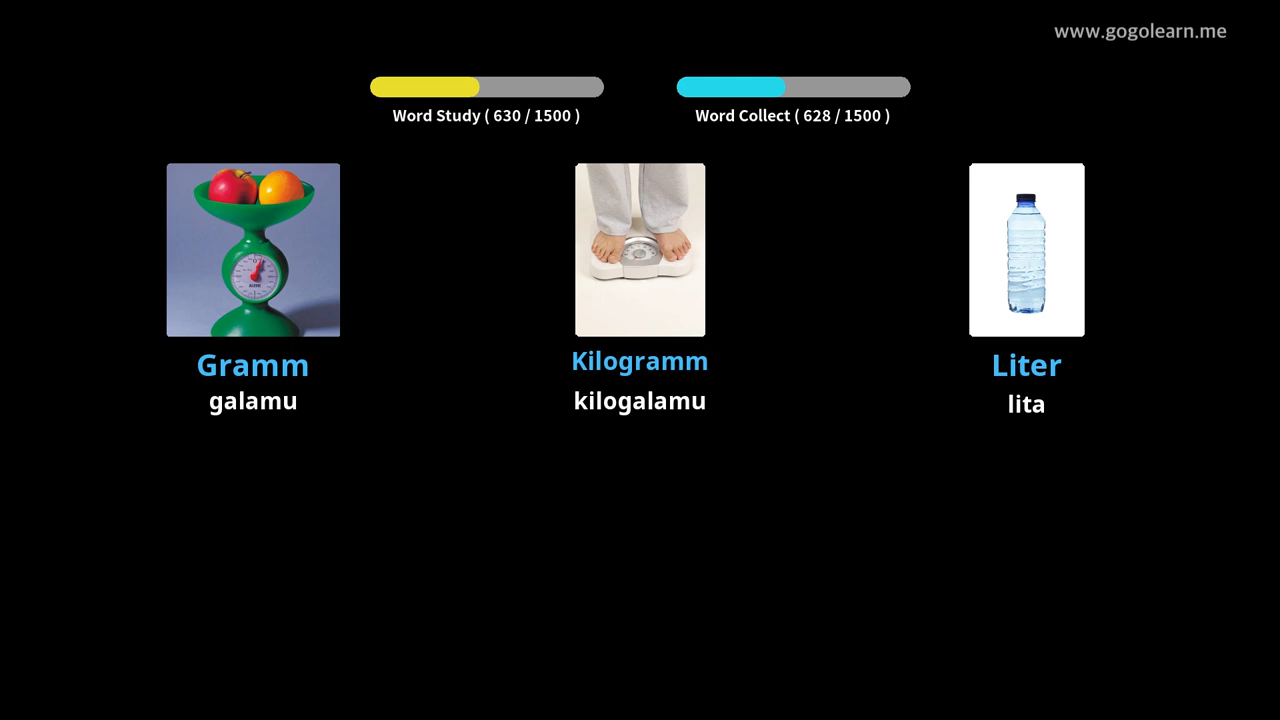 www.gogolearn.me
Word Study ( 630 / 1500 )
Word Collect ( 628 / 1500 )
Gramm
galamu
Kilogramm
kilogalamu
Liter
lita